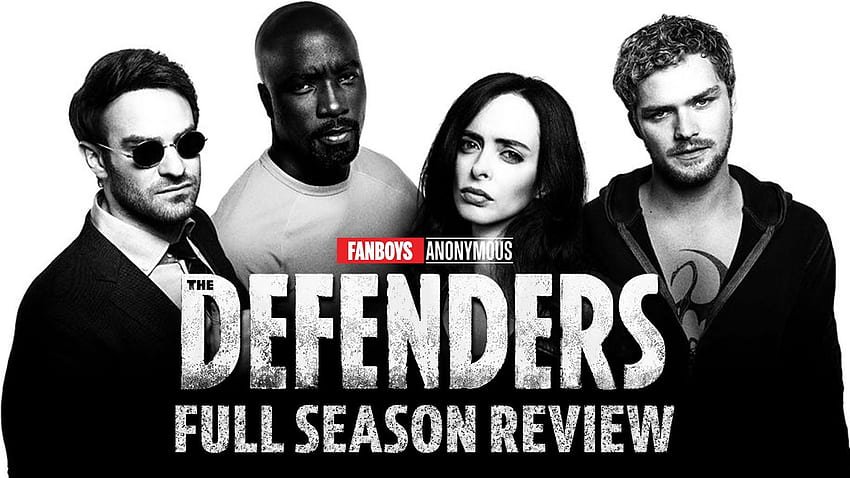 FANBOYS ANONYMOUS
THE
DEFENDERS
FULL SEASON REVIEW